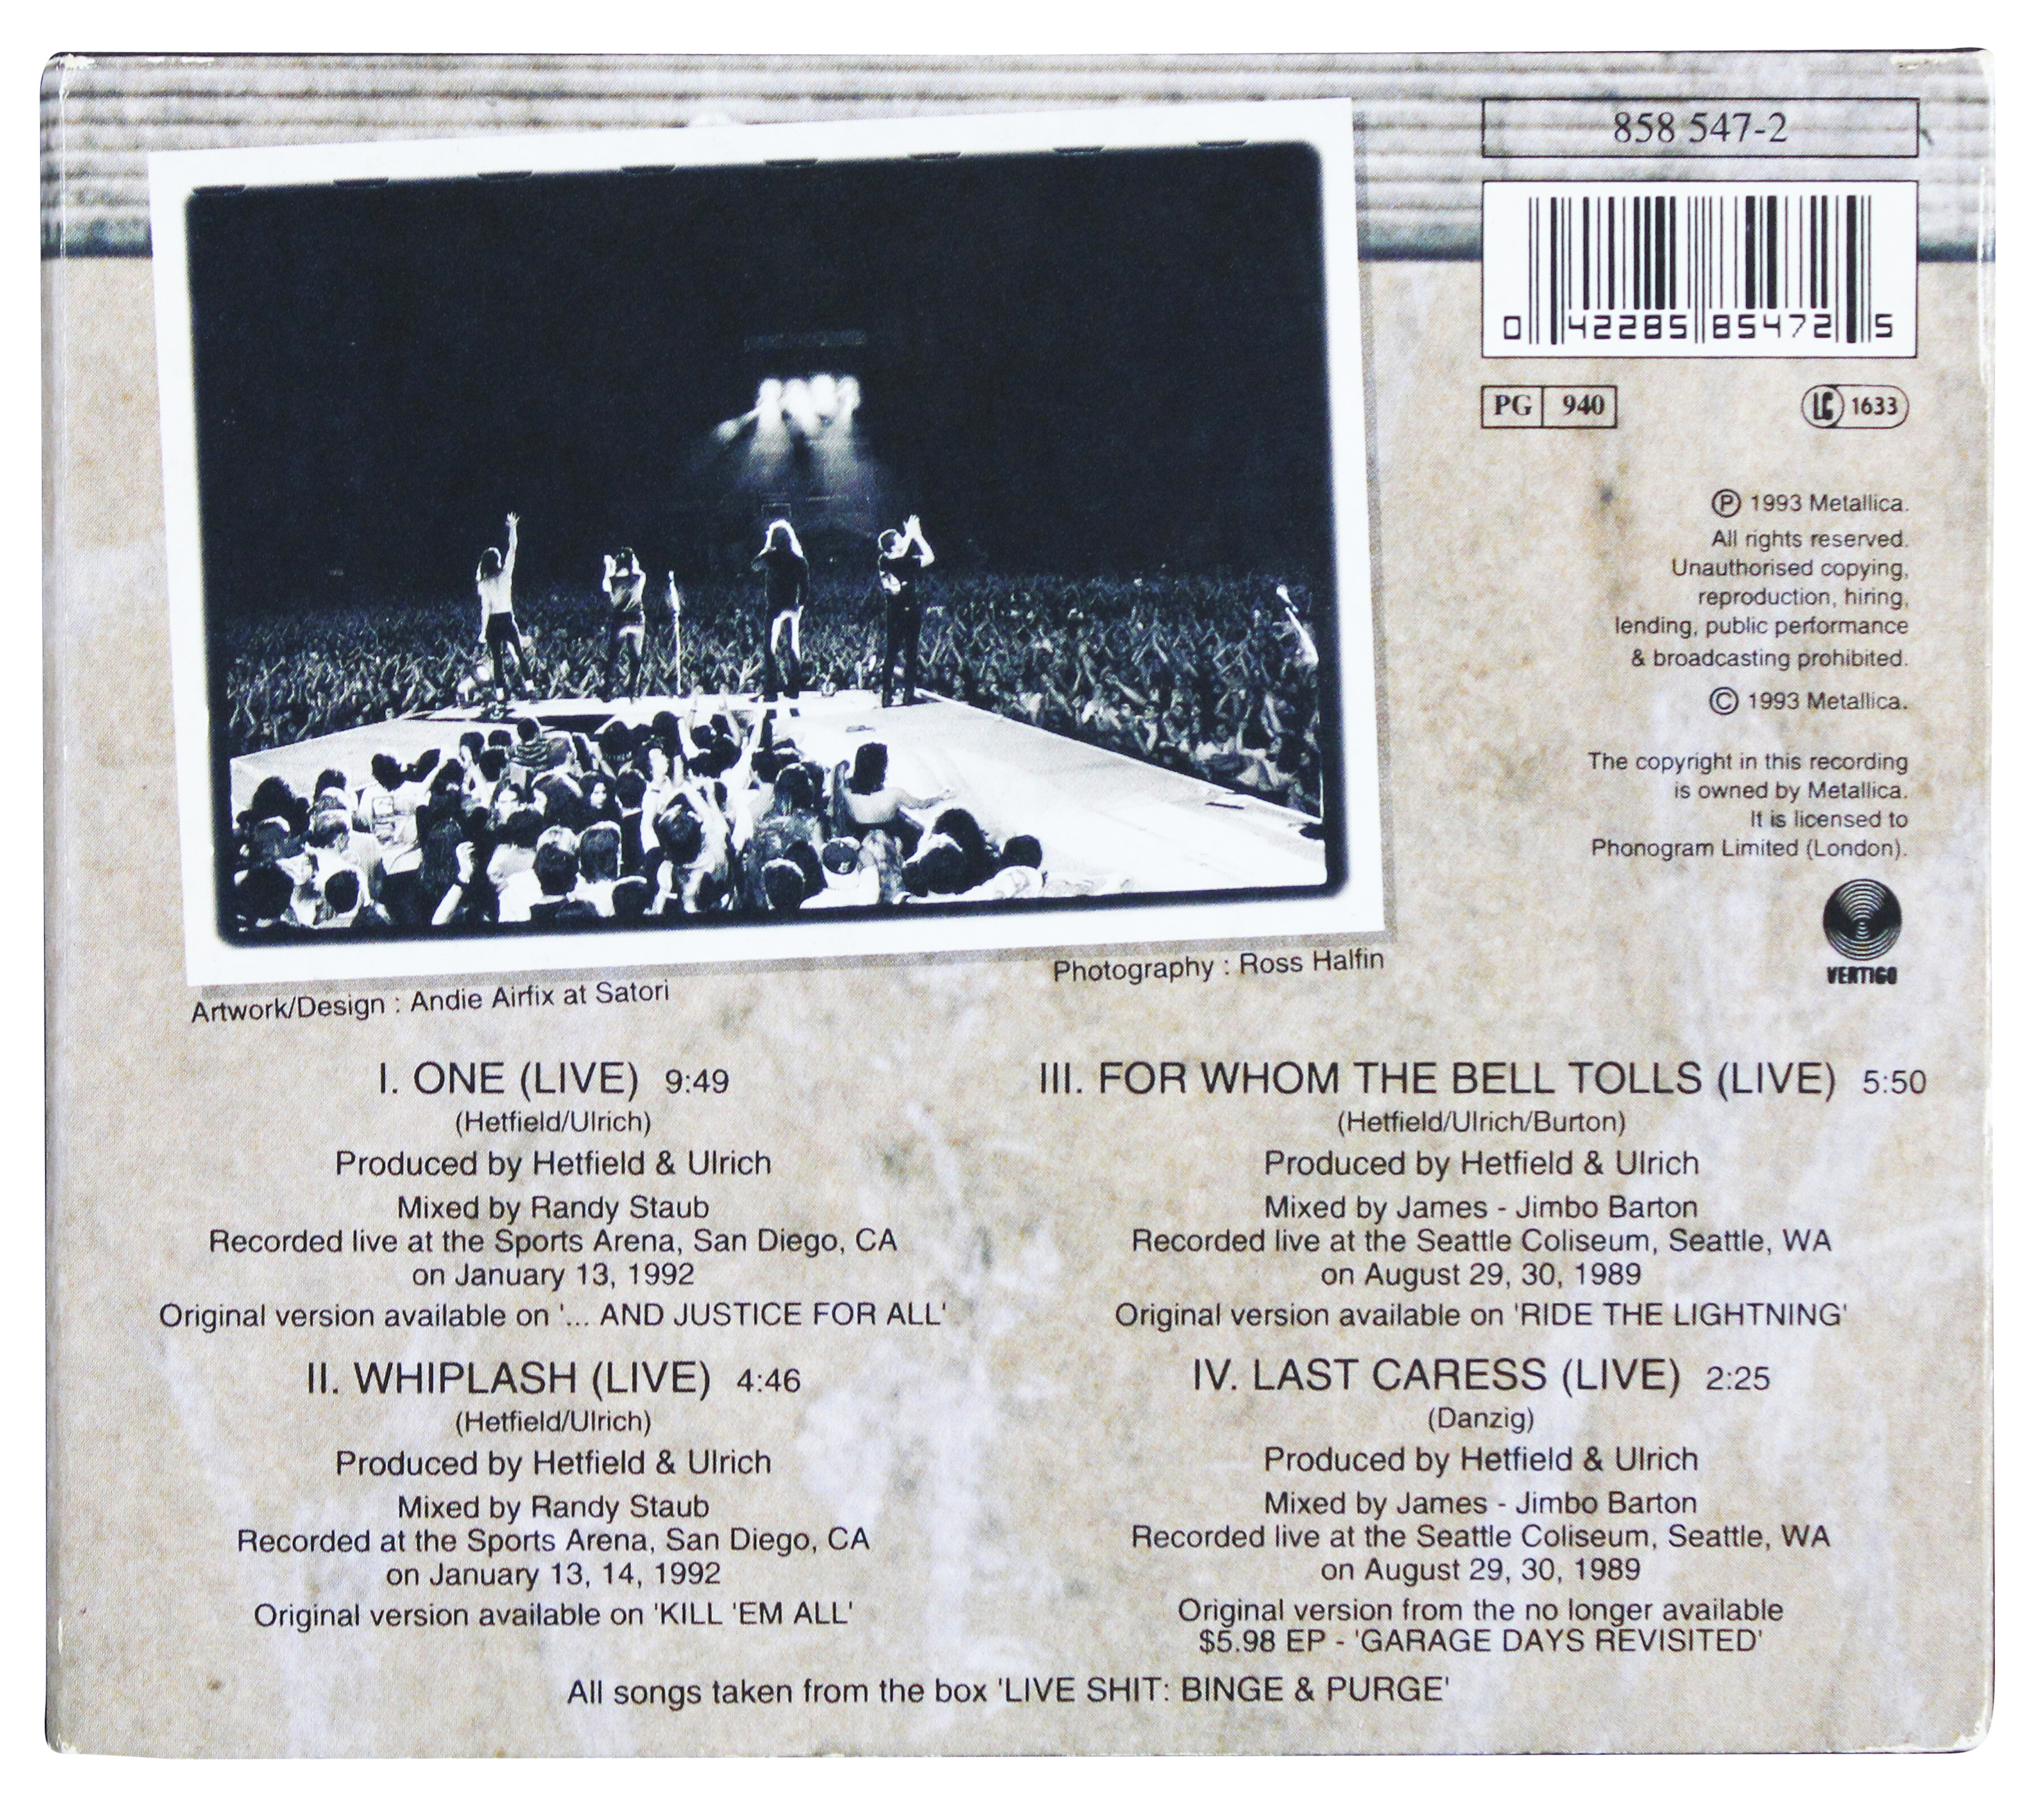 858 547-2
0 42285 85472 5
PG 940
LC 1633
Ⓟ 1993 Metallica.
All rights reserved.
Unauthorised copying,
reproduction, hiring,
lending, public performance
& broadcasting prohibited.
© 1993 Metallica.
The copyright in this recording
is owned by Metallica.
It is licensed to
Phonogram Limited (London).
VERTIGO
Artwork/Design : Andie Airfix at Satori
Photography : Ross Halfin
I. ONE (LIVE) 9:49
(Hetfield/Ulrich)
Produced by Hetfield & Ulrich
Mixed by Randy Staub
Recorded live at the Sports Arena, San Diego, CA
on January 13, 1992
Original version available on '... AND JUSTICE FOR ALL'
II. WHIPLASH (LIVE) 4:46
(Hetfield/Ulrich)
Produced by Hetfield & Ulrich
Mixed by Randy Staub
Recorded at the Sports Arena, San Diego, CA
on January 13, 14, 1992
Original version available on 'KILL 'EM ALL'
III. FOR WHOM THE BELL TOLLS (LIVE) 5:50
(Hetfield/Ulrich/Burton)
Produced by Hetfield & Ulrich
Mixed by James - Jimbo Barton
Recorded live at the Seattle Coliseum, Seattle, WA
on August 29, 30, 1989
Original version available on 'RIDE THE LIGHTNING'
IV. LAST CARESS (LIVE) 2:25
(Danzig)
Produced by Hetfield & Ulrich
Mixed by James - Jimbo Barton
Recorded live at the Seattle Coliseum, Seattle, WA
on August 29, 30, 1989
Original version from the no longer available
$5.98 EP - 'GARAGE DAYS REVISITED'
All songs taken from the box 'LIVE SHIT: BINGE & PURGE'